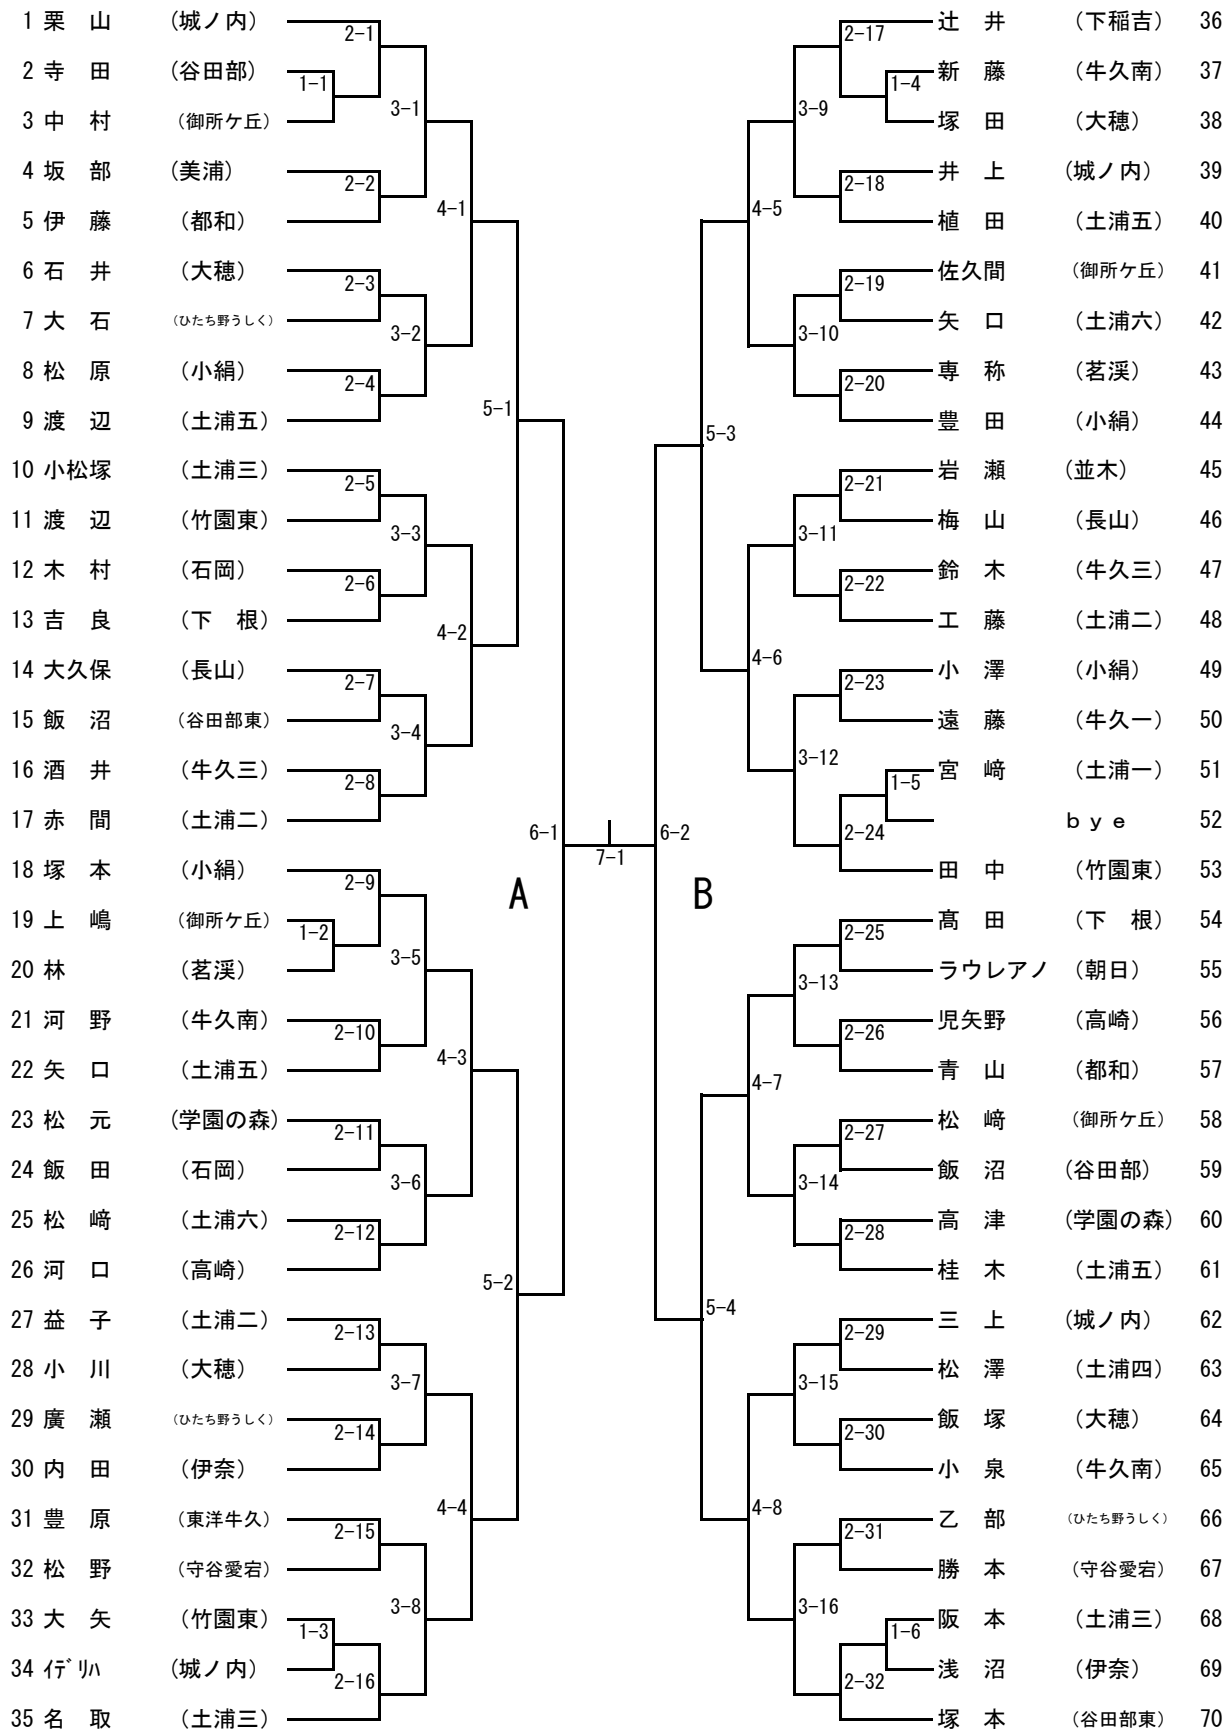 1 栗　山 （城ノ内） 2-1 2-17 辻　井 （下稲吉） 36
2 寺　田 （谷田部） 1-1 1-4 新　藤 （牛久南） 37
3-1 3-9
3 中　村 （御所ケ丘） 塚　田 （大穂） 38
4 坂　部 （美浦） 2-2 2-18 井　上 （城ノ内） 39
4-1 4-5
5 伊　藤 （都和） 植　田 （土浦五） 40
6 石　井 （大穂） 2-3 2-19 佐久間 （御所ケ丘） 41
7 大　石 （ひたち野うしく） 3-2 3-10 矢　口 （土浦六） 42
8 松　原 （小絹） 2-4 2-20 専　称 （茗渓） 43
5-1
9 渡　辺 （土浦五） 5-3 豊　田 （小絹） 44
10 小松塚 （土浦三） 2-5 2-21 岩　瀬 （並木） 45
11 渡　辺 （竹園東） 3-3 3-11 梅　山 （長山） 46
12 木　村 （石岡） 2-6 2-22 鈴　木 （牛久三） 47
13 吉　良 （下　根） 4-2 工　藤 （土浦二） 48
4-6
14 大久保 （長山） 2-7 2-23 小　澤 （小絹） 49
15 飯　沼 （谷田部東） 3-4 遠　藤 （牛久一） 50
3-12
16 酒　井 （牛久三） 2-8 1-5 宮　﨑 （土浦一） 51
17 赤　間 （土浦二） 6-1 6-2 2-24 ｂｙｅ 52
7-1
18 塚　本 （小絹） 2-9 田　中 （竹園東） 53
A B
19 上　嶋 （御所ケ丘） 1-2 2-25 髙　田 （下　根） 54
3-5
20 林 （茗渓） 3-13 ラウレアノ （朝日） 55
21 河　野 （牛久南） 2-10 2-26 児矢野 （高崎） 56
4-3
22 矢　口 （土浦五） 4-7 青　山 （都和） 57
23 松　元 （学園の森） 2-11 2-27 松　﨑 （御所ケ丘） 58
24 飯　田 （石岡） 3-6 3-14 飯　沼 （谷田部） 59
25 松　﨑 （土浦六） 2-12 2-28 高　津 （学園の森） 60
26 河　口 （高崎） 5-2 桂　木 （土浦五） 61
5-4
27 益　子 （土浦二） 2-13 2-29 三　上 （城ノ内） 62
28 小　川 （大穂） 3-7 3-15 松　澤 （土浦四） 63
29 廣　瀬 （ひたち野うしく） 2-14 2-30 飯　塚 （大穂） 64
30 内　田 （伊奈） 小　泉 （牛久南） 65
4-4 4-8
31 豊　原 （東洋牛久） 2-15 2-31 乙　部 （ひたち野うしく） 66
32 松　野 （守谷愛宕） 勝　本 （守谷愛宕） 67
3-8 3-16
33 大　矢 （竹園東） 1-3 1-6 阪　本 （土浦三） 68
34 ｲﾃﾞﾘﾊ （城ノ内） 2-16 2-32 浅　沼 （伊奈） 69
35 名　取 （土浦三） 塚　本 （谷田部東） 70